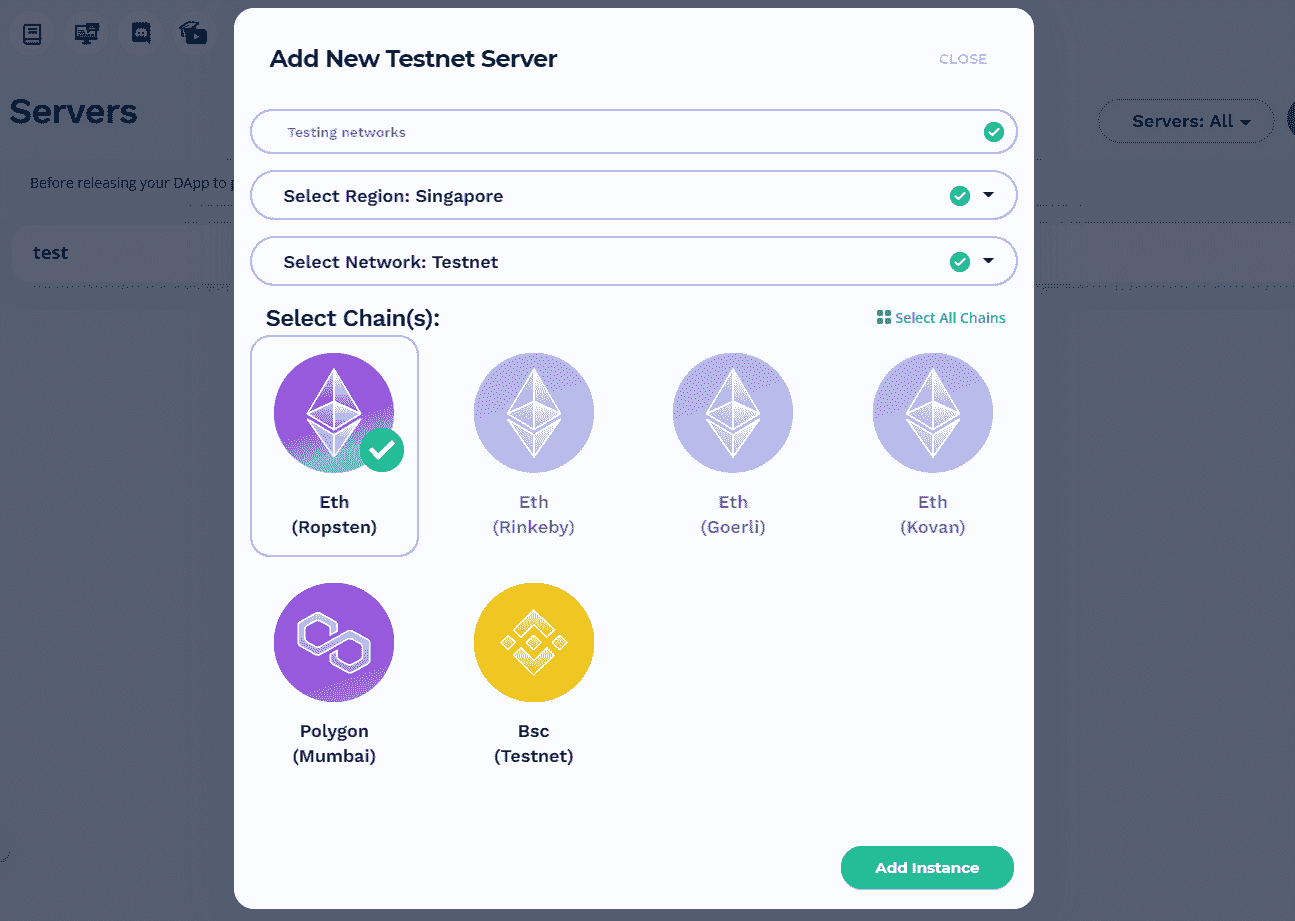 Add New Testnet Server
CLOSE
Servers
Testing networks
Servers: All
Before releasing your DApp to
Select Region: Singapore
test
Select Network: Testnet
Select Chain(s):
Select All Chains
Eth
(Ropsten)
Eth
(Rinkeby)
Eth
(Goerli)
Eth
(Kovan)
Polygon
(Mumbai)
Bsc
(Testnet)
Add Instance